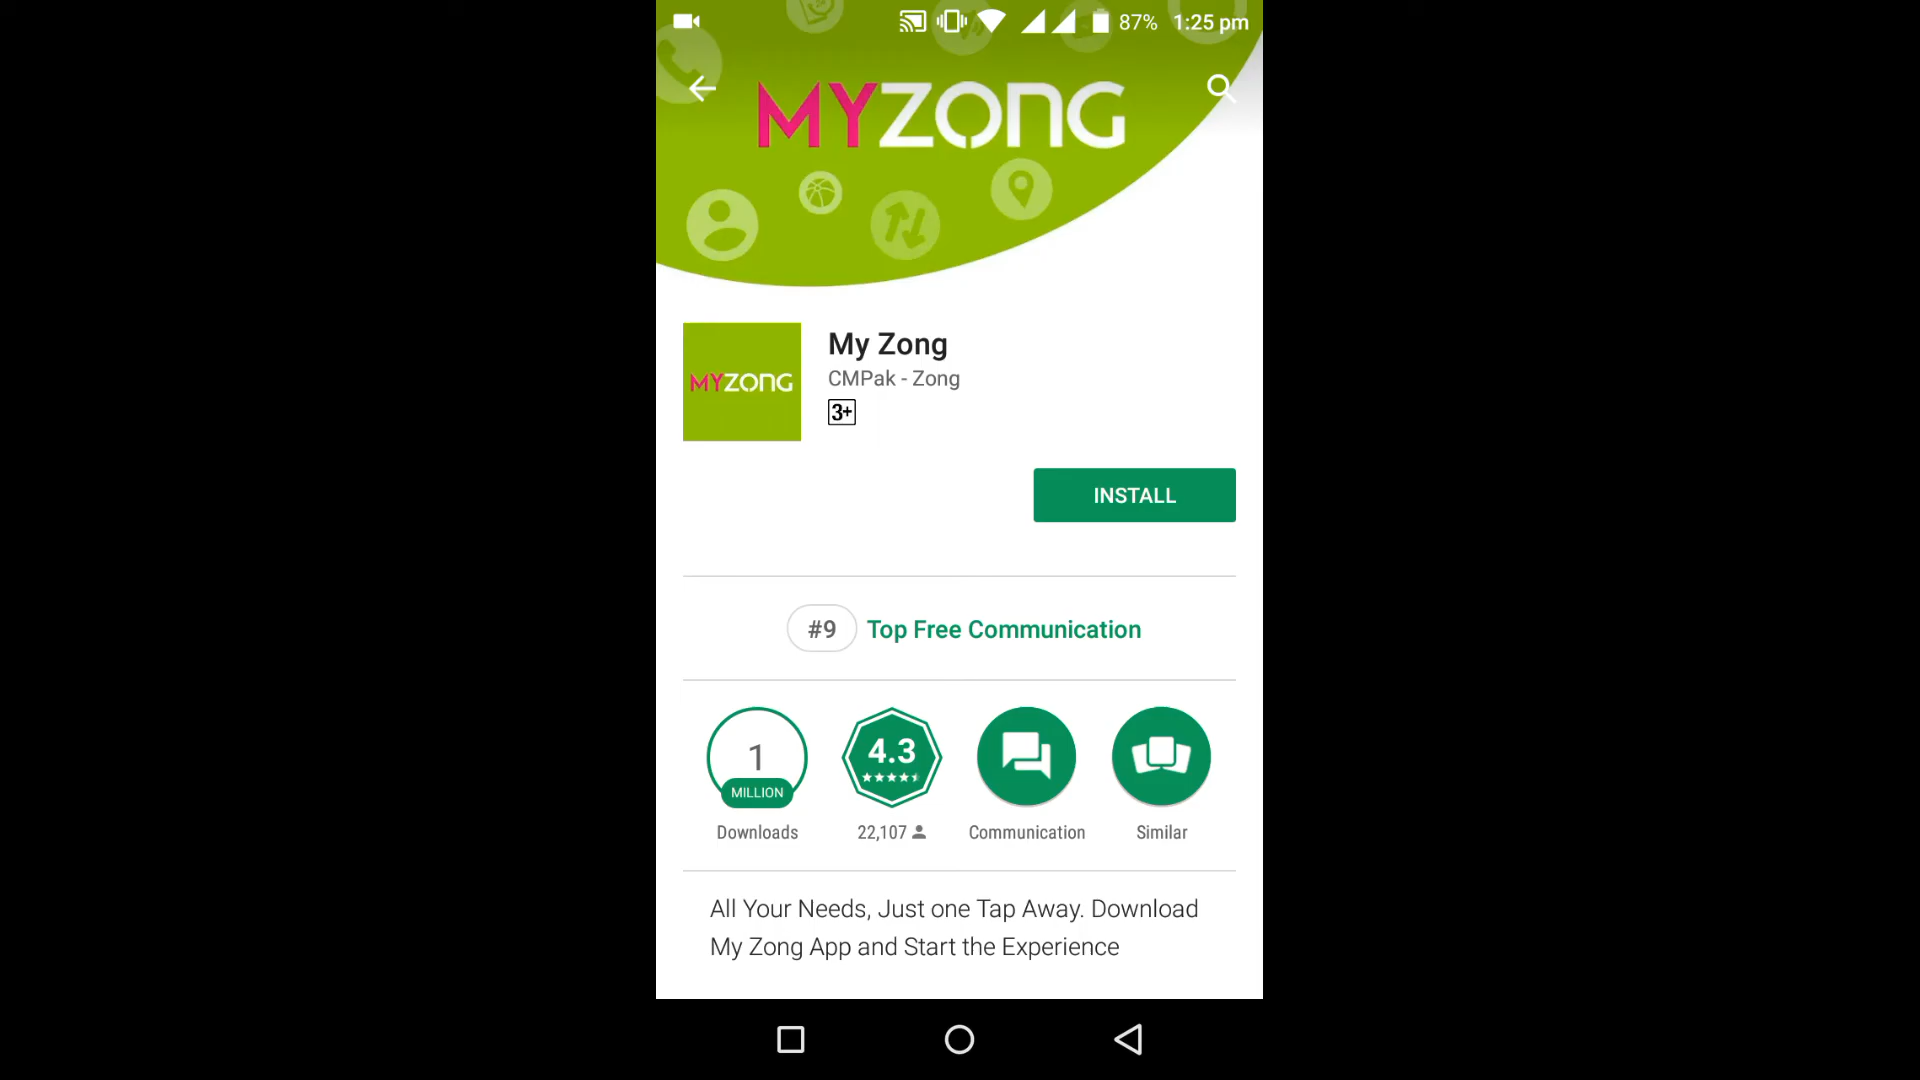 87% 1:25 pm
MYZONG
MYZONG
My Zong
CMPak - Zong
3+
INSTALL
#9 Top Free Communication
1
MILLION
4.3
Downloads
22,107
Communication
Similar
All Your Needs, Just one Tap Away. Download
My Zong App and Start the Experience